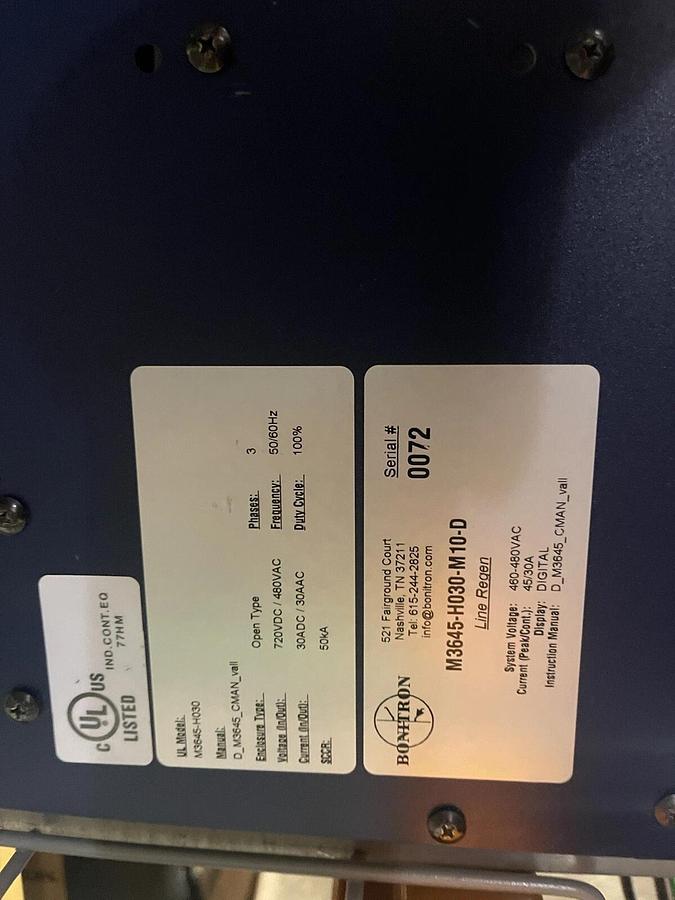 C UL US
LISTED
IND.CONT.EQ
77HM
UL Model:
M3645-H030
Manual:
D_M3645_CMAN_vall
Enclosure Type: Open Type Phases: 3
Voltage (In/Out): 720VDC / 480VAC Frequency: 50/60Hz
Current (In/Out): 30ADC / 30AAC Duty Cycle: 100%
SCCR: 50kA
BONITRON
521 Fairground Court
Nashville, TN 37211
Tel: 615-244-2825
info@bonitron.com
Serial #
0072
M3645-H030-M10-D
Line Regen
System Voltage: 460-480VAC
Current (Peak/Cont.): 45/30A
Display: DIGITAL
Instruction Manual: D_M3645_CMAN_vall